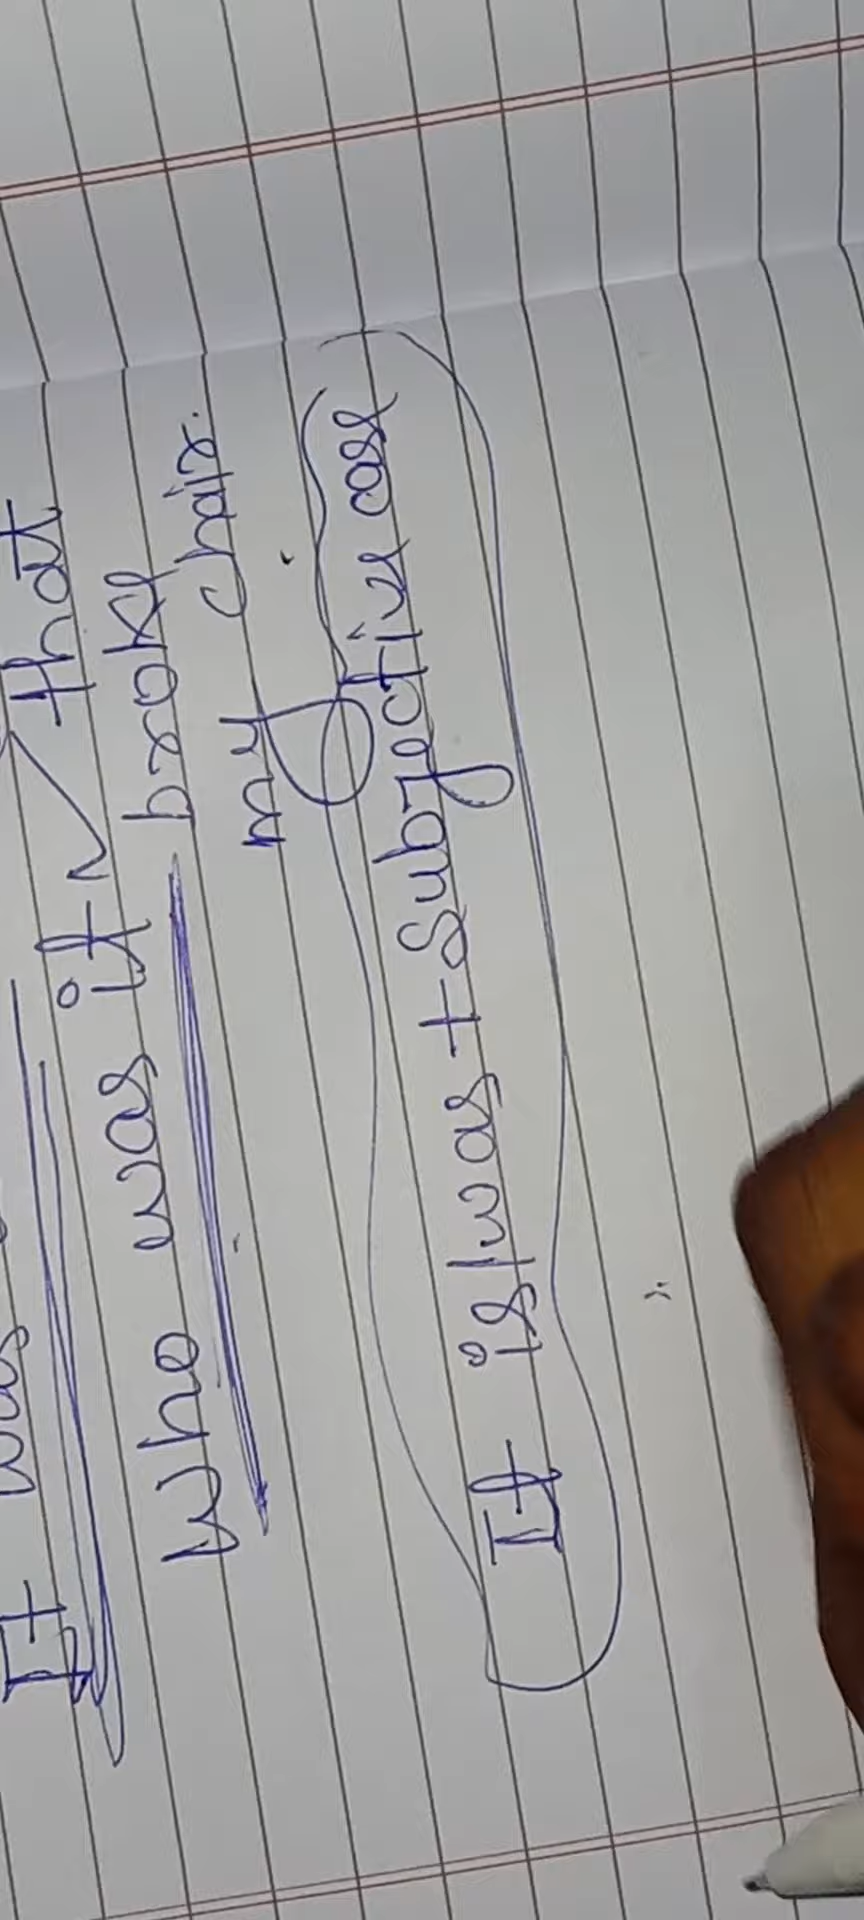 It was
Who was it that
broke
my chair.
It is/was + Subjective case